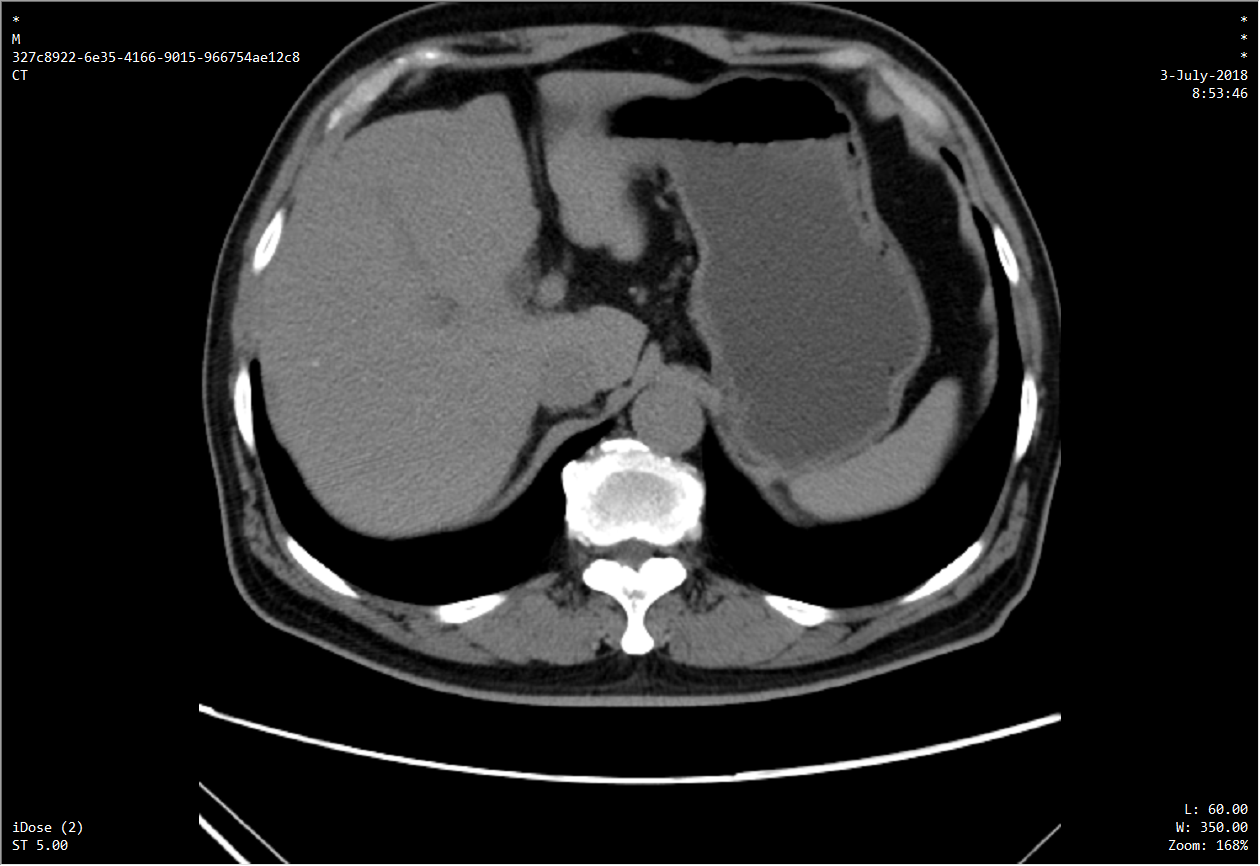 *
M
327c8922-6e35-4166-9015-966754ae12c8
CT
*
*
*
3-July-2018
8:53:46
iDose (2)
ST 5.00
L: 60.00
W: 350.00
Zoom: 168%